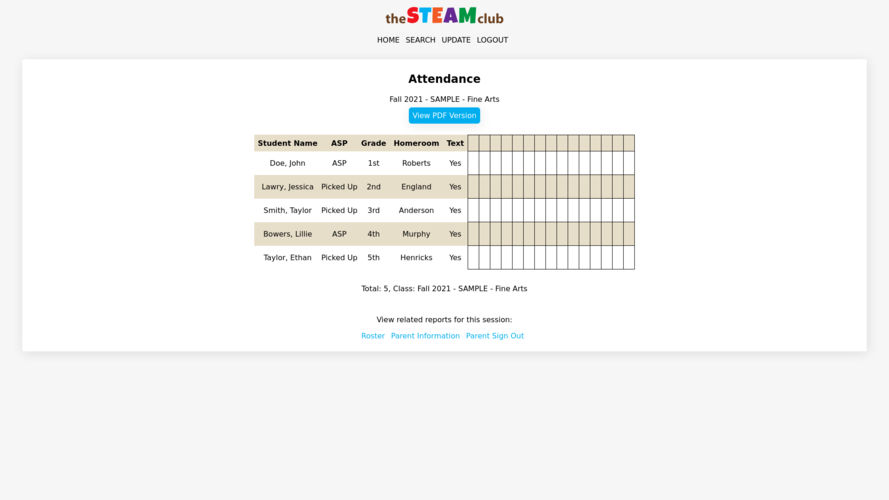 the STEAM club
HOME SEARCH UPDATE LOGOUT
Attendance
Fall 2021 - SAMPLE - Fine Arts
View PDF Version
Student Name ASP Grade Homeroom Text
Doe, John ASP 1st Roberts Yes
Lawry, Jessica Picked Up 2nd England Yes
Smith, Taylor Picked Up 3rd Anderson Yes
Bowers, Lillie ASP 4th Murphy Yes
Taylor, Ethan Picked Up 5th Henricks Yes
Total: 5, Class: Fall 2021 - SAMPLE - Fine Arts
View related reports for this session:
Roster Parent Information Parent Sign Out